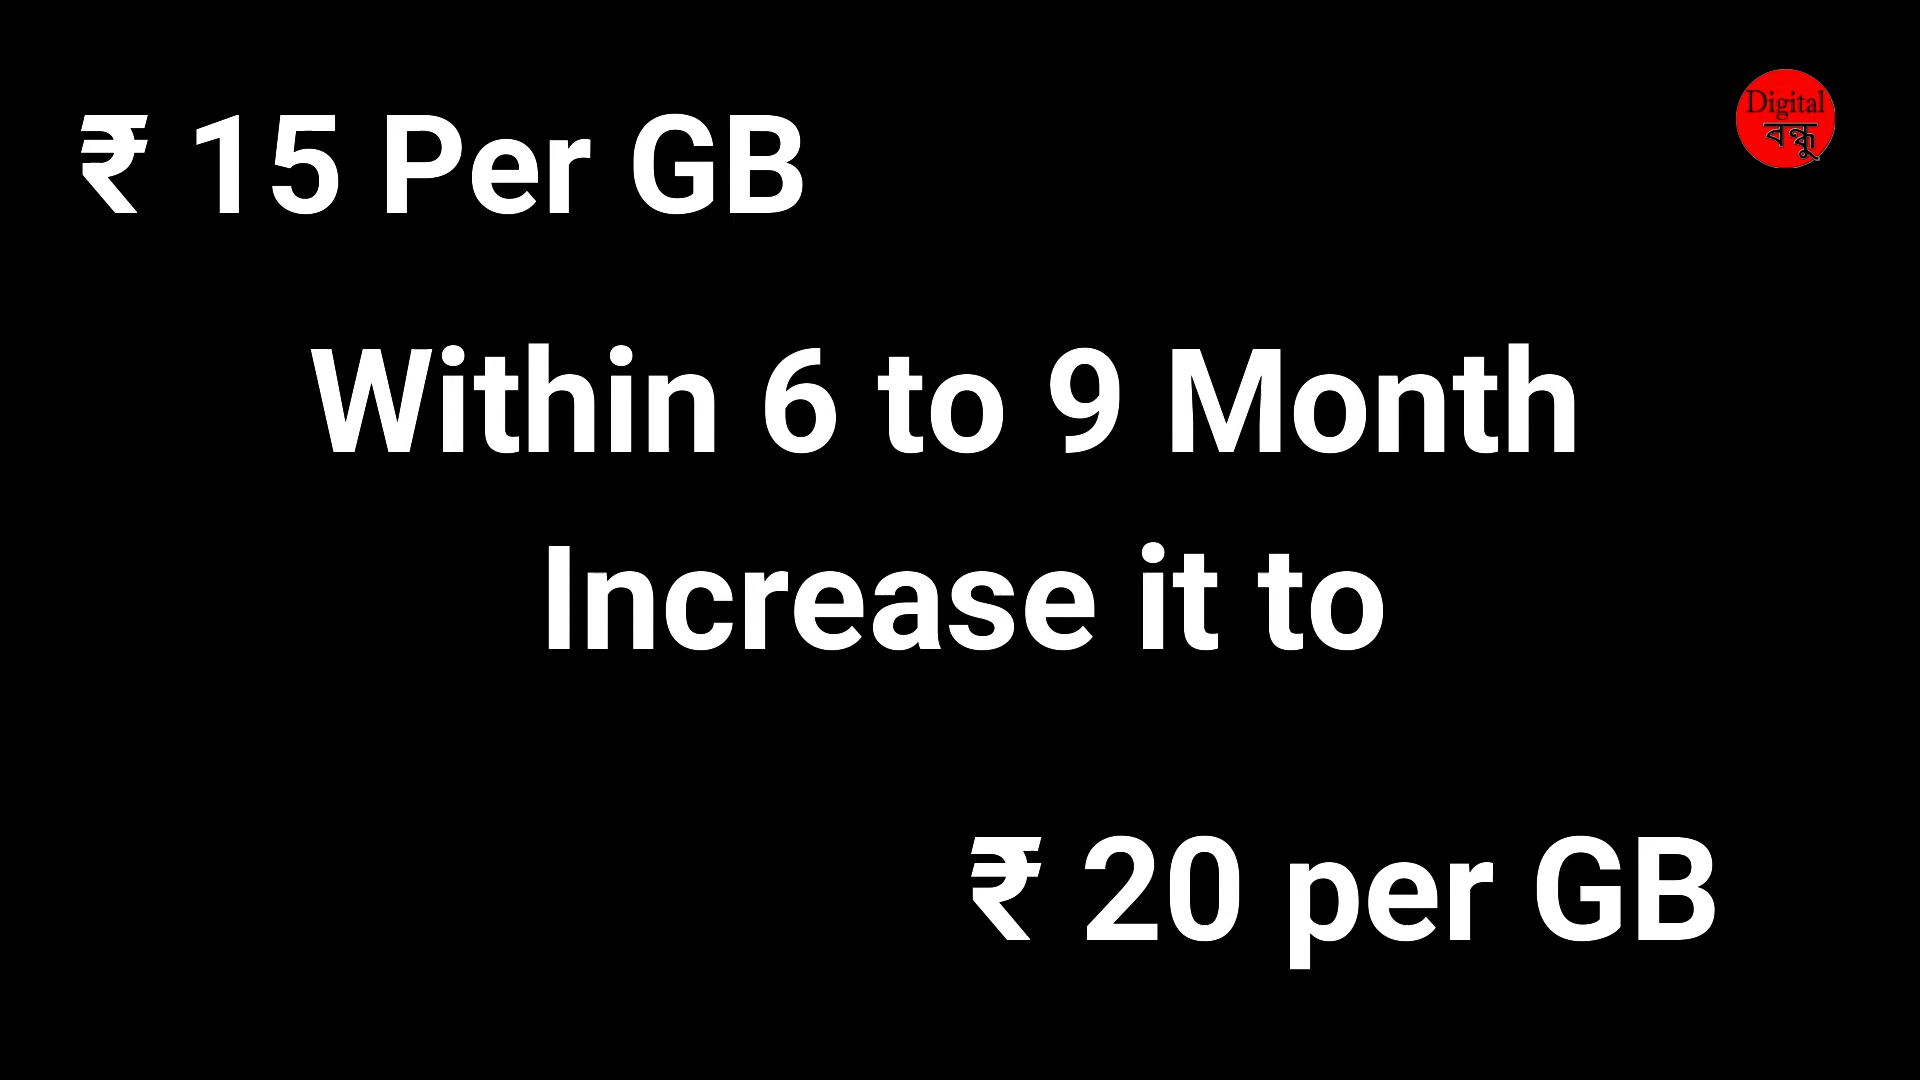 ₹ 15 Per GB
Digital
বন্ধু
Within 6 to 9 Month
Increase it to
₹ 20 per GB